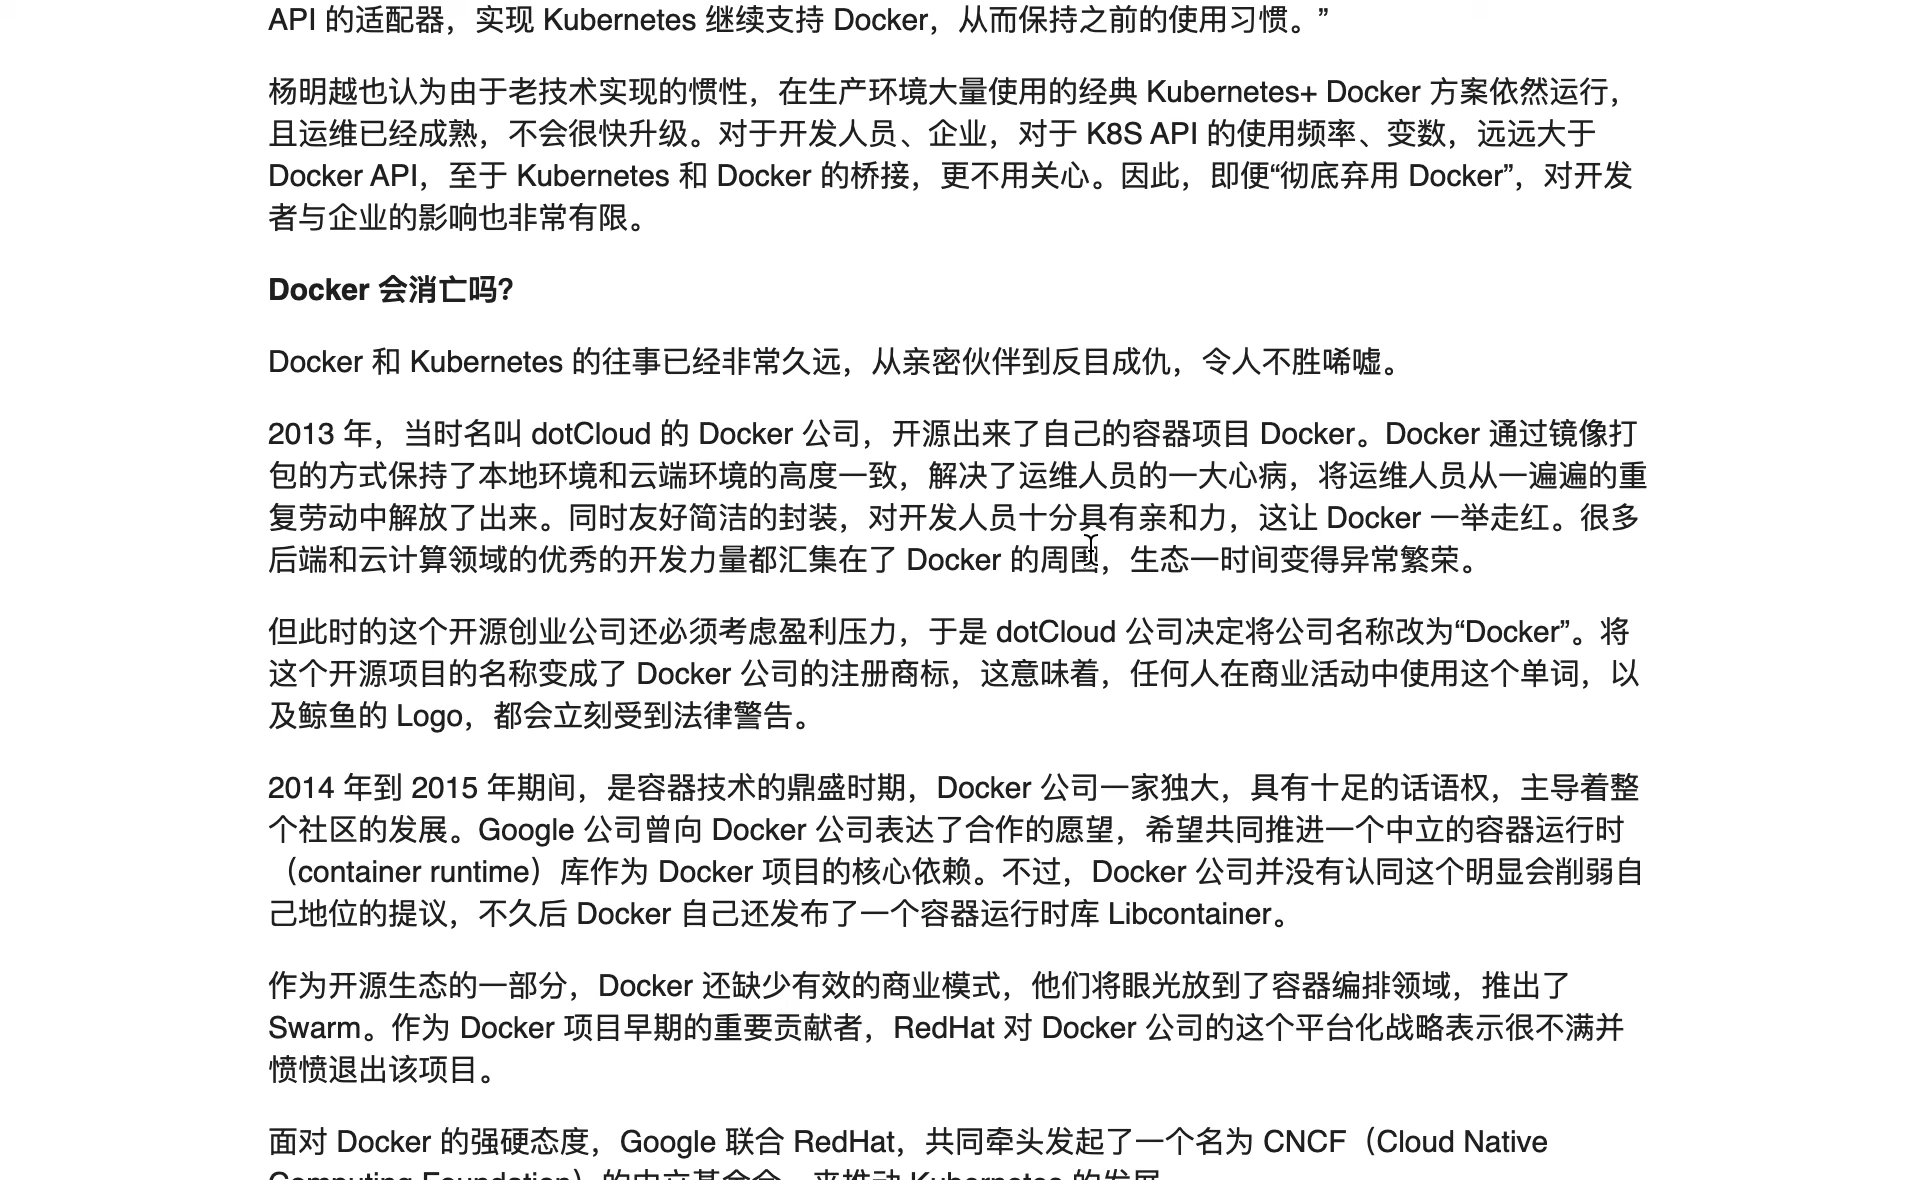 API 的适配器，实现 Kubernetes 继续支持 Docker，从而保持之前的使用习惯。”
杨明越也认为由于老技术实现的惯性，在生产环境大量使用的经典 Kubernetes+ Docker 方案依然运行，
且运维已经成熟，不会很快升级。对于开发人员、企业，对于 K8S API 的使用频率、变数，远远大于
Docker API，至于 Kubernetes 和 Docker 的桥接，更不用关心。因此，即便“彻底弃用 Docker”，对开发
者与企业的影响也非常有限。
Docker 会消亡吗？
Docker 和 Kubernetes 的往事已经非常久远，从亲密伙伴到反目成仇，令人不胜唏嘘。
2013 年，当时名叫 dotCloud 的 Docker 公司，开源出来了自己的容器项目 Docker。Docker 通过镜像打
包的方式保持了本地环境和云端环境的高度一致，解决了运维人员的一大心病，将运维人员从一遍遍的重
复劳动中解放了出来。同时友好简洁的封装，对开发人员十分具有亲和力，这让 Docker 一举走红。很多
后端和云计算领域的优秀的开发力量都汇集在了 Docker 的周围，生态一时间变得异常繁荣。
但此时的这个开源创业公司还必须考虑盈利压力，于是 dotCloud 公司决定将公司名称改为“Docker”。将
这个开源项目的名称变成了 Docker 公司的注册商标，这意味着，任何人在商业活动中使用这个单词，以
及鲸鱼的 Logo，都会立刻受到法律警告。
2014 年到 2015 年期间，是容器技术的鼎盛时期，Docker 公司一家独大，具有十足的话语权，主导着整
个社区的发展。Google 公司曾向 Docker 公司表达了合作的愿望，希望共同推进一个中立的容器运行时
（container runtime）库作为 Docker 项目的核心依赖。不过，Docker 公司并没有认同这个明显会削弱自
己地位的提议，不久后 Docker 自己还发布了一个容器运行时库 Libcontainer。
作为开源生态的一部分，Docker 还缺少有效的商业模式，他们将眼光放到了容器编排领域，推出了
Swarm。作为 Docker 项目早期的重要贡献者，RedHat 对 Docker 公司的这个平台化战略表示很不满并
愤愤退出该项目。
面对 Docker 的强硬态度，Google 联合 RedHat，共同牵头发起了一个名为 CNCF（Cloud Native
Computing Foundation）的中立基金会，来推动 Kubernetes 的发展